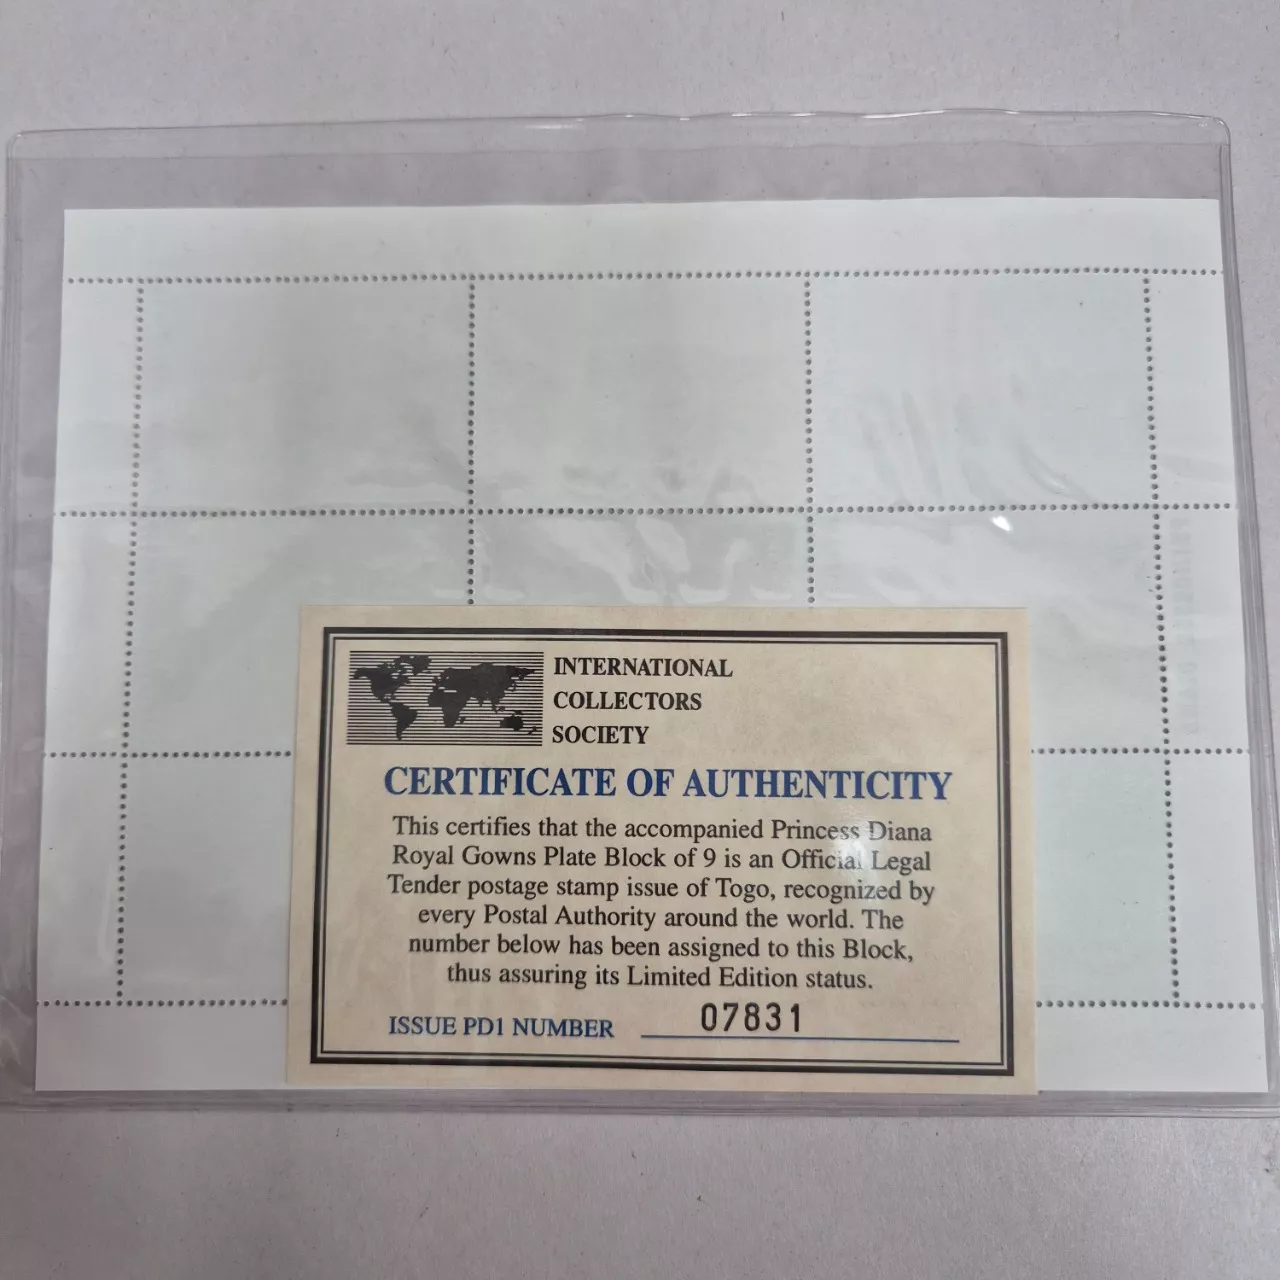 INTERNATIONAL
COLLECTORS
SOCIETY
CERTIFICATE OF AUTHENTICITY
This certifies that the accompanied Princess Diana
Royal Gowns Plate Block of 9 is an Official Legal
Tender postage stamp issue of Togo, recognized by
every Postal Authority around the world. The
number below has been assigned to this Block,
thus assuring its Limited Edition status.
ISSUE PD1 NUMBER 07831